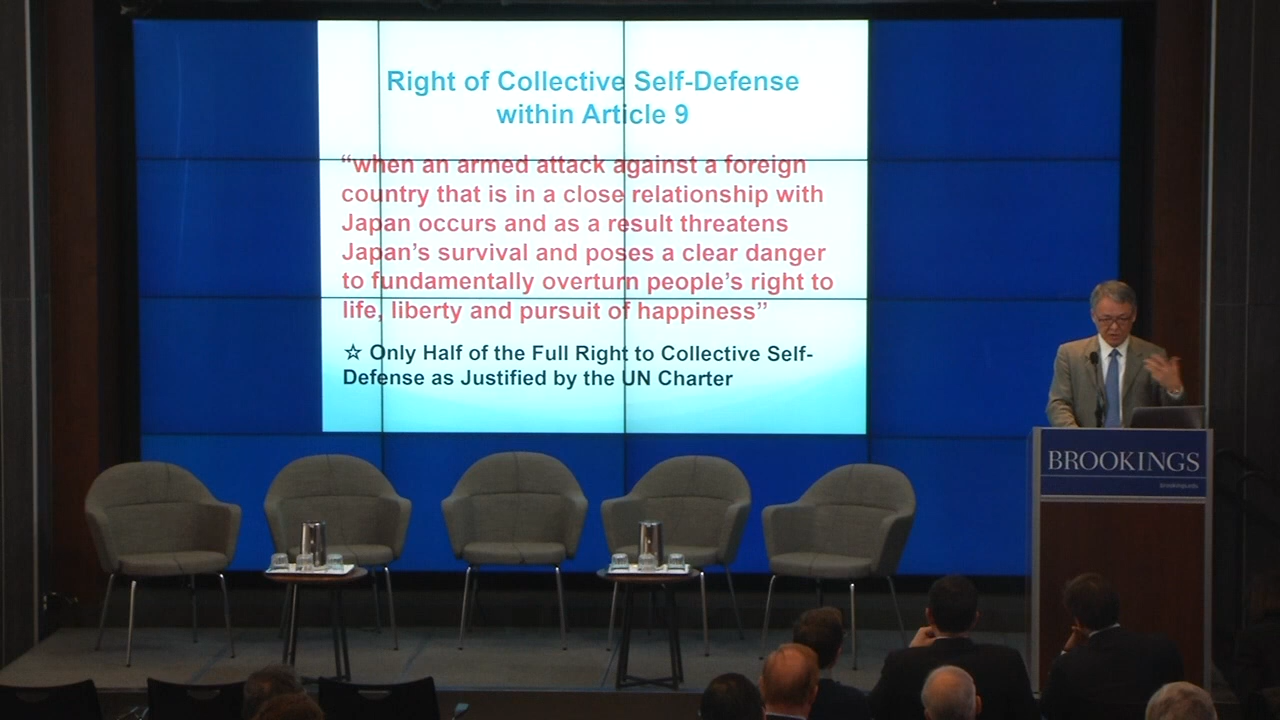 Right of Collective Self-Defense
within Article 9
“when an armed attack against a foreign
country that is in a close relationship with
Japan occurs and as a result threatens
Japan’s survival and poses a clear danger
to fundamentally overturn people’s right to
life, liberty and pursuit of happiness”
☆ Only Half of the Full Right to Collective Self-
Defense as Justified by the UN Charter
BROOKINGS
brookings.edu